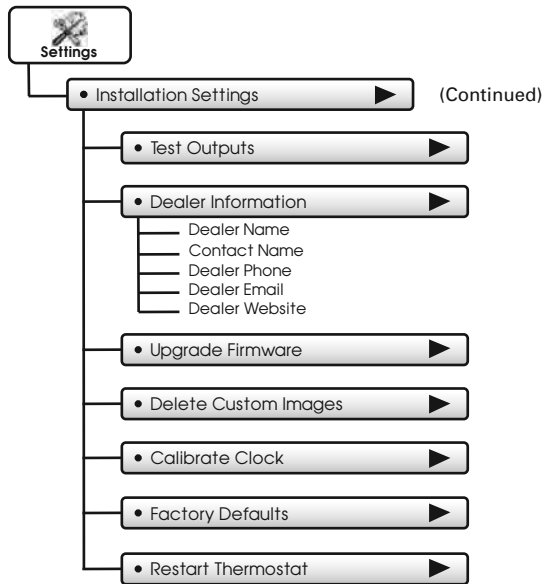 Settings
• Installation Settings (Continued)
• Test Outputs
• Dealer Information
Dealer Name
Contact Name
Dealer Phone
Dealer Email
Dealer Website
• Upgrade Firmware
• Delete Custom Images
• Calibrate Clock
• Factory Defaults
• Restart Thermostat